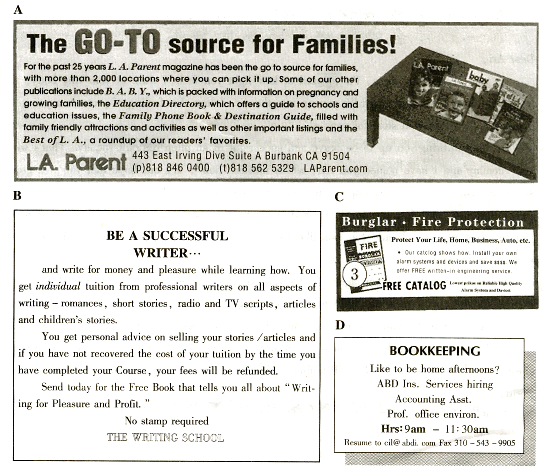 A
The GO-TO source for Families!
For the past 25 years L. A. Parent magazine has been the go to source for families,
with more than 2,000 locations where you can pick it up. Some of our other
publications include B. A. B. Y., which is packed with information on pregnancy and
growing families, the Education Directory, which offers a guide to schools and
education issues, the Family Phone Book & Destination Guide, filled with
family friendly attractions and activities as well as other important listings and the
Best of L. A., a roundup of our readers' favorites.
L.A. Parent
baby
L.A. Parent
443 East Irving Dive Suite A Burbank CA 91504
(p)818 846 0400 (t)818 562 5329 LAParent.com
B
BE A SUCCESSFUL
WRITER···
and write for money and pleasure while learning how. You
get individual tuition from professional writers on all aspects of
writing – romances, short stories, radio and TV scripts, articles
and children's stories.
You get personal advice on selling your stories /articles and
if you have not recovered the cost of your tuition by the time you
have completed your Course, your fees will be refunded.
Send today for the Free Book that tells you all about "Writ-
ing for Pleasure and Profit."
No stamp required
THE WRITING SCHOOL
C
Burglar · Fire Protection
FIRE
3
Protect Your Life, Home, Business, Auto, etc.
• Our catclog shows how. Install your own
alarm systems and devices and save $$$$. We
offer FREE written-in engineering service.
FREE CATALOG
Lowest prices on Reliable High Quality
Alarm System and Devices
D
BOOKKEEPING
Like to be home afternoons?
ABD Ins. Services hiring
Accounting Asst.
Prof. office environ.
Hrs: 9am – 11:30am
Resume to cil@abdi. com Fax 310-543-9905